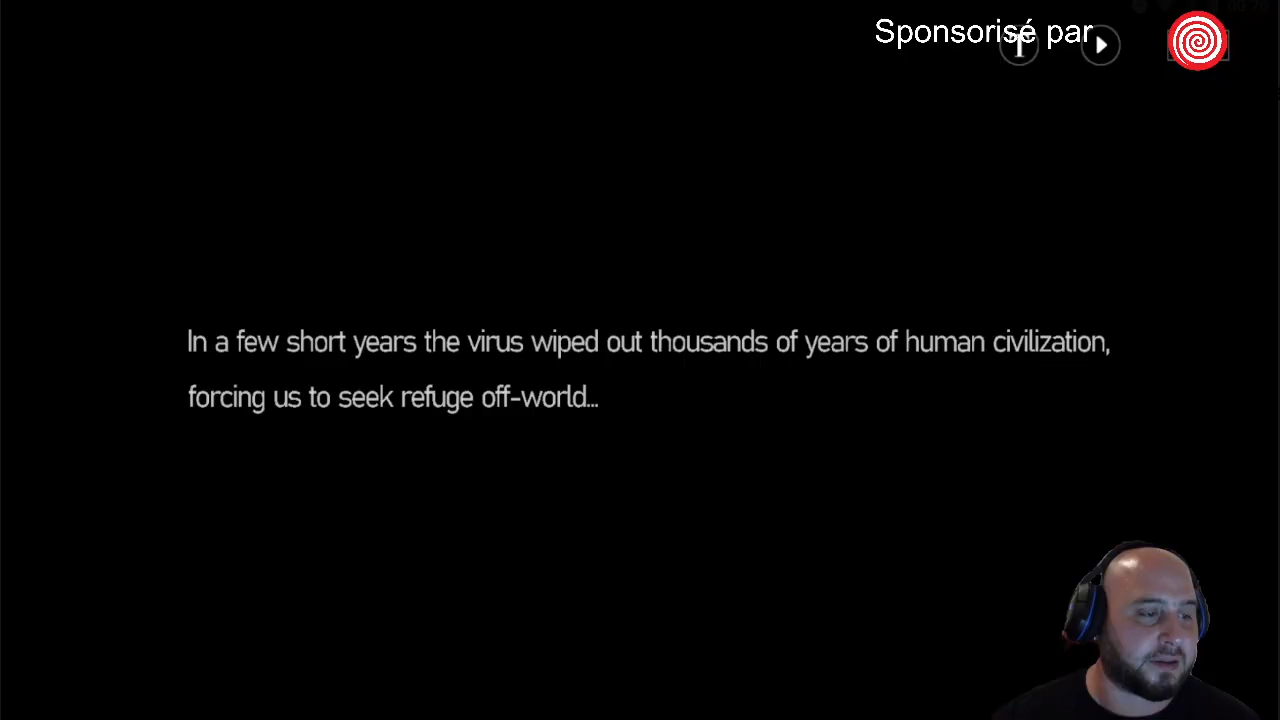 Sponsorisé par
T
In a few short years the virus wiped out thousands of years of human civilization,
forcing us to seek refuge off-world...